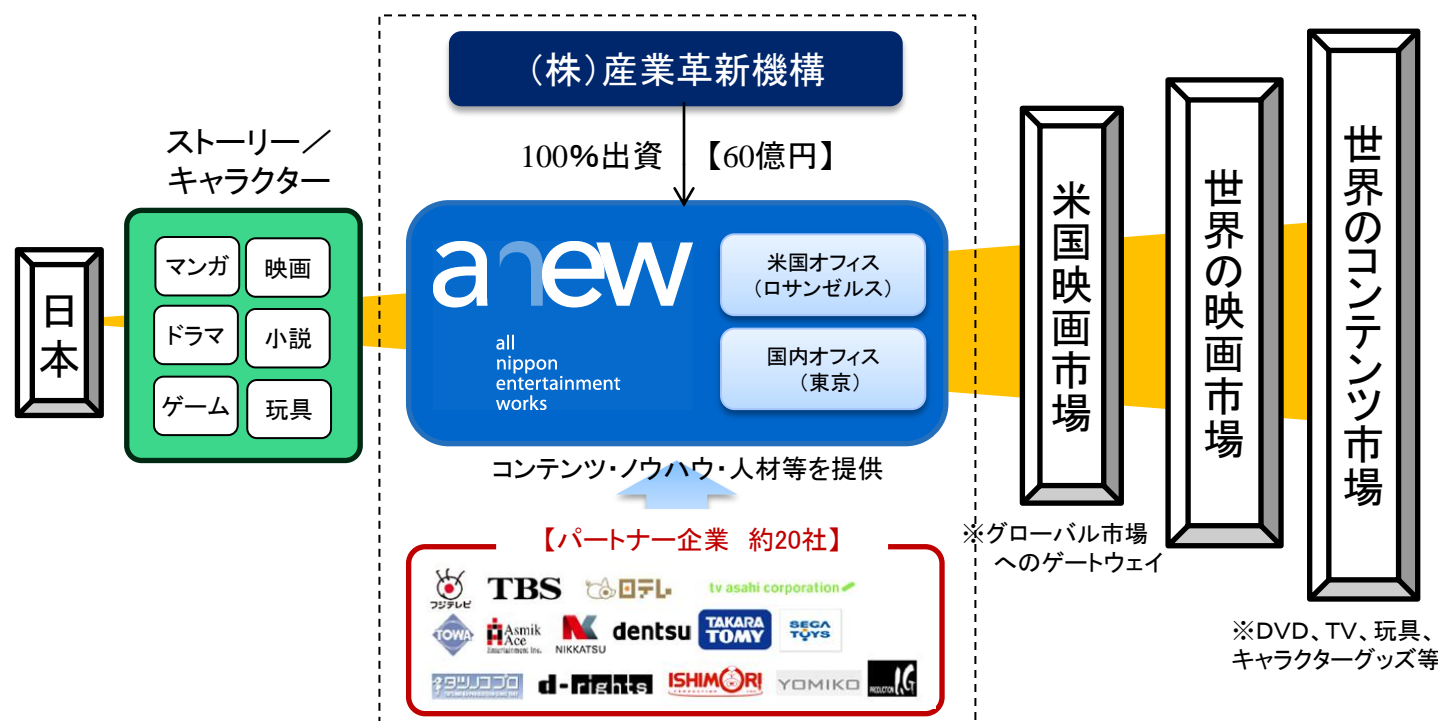 (株)産業革新機構
100%出資
【60億円】
ストーリー/
キャラクター
日本
マンガ
映画
ドラマ
小説
ゲーム
玩具
anew
all
nippon
entertainment
works
米国オフィス
(ロサンゼルス)
国内オフィス
(東京)
米国映画市場
世界の映画市場
世界のコンテンツ市場
コンテンツ・ノウハウ・人材等を提供
※グローバル市場
へのゲートウェイ
※DVD、TV、玩具、
キャラクターグッズ等
【パートナー企業 約20社】
フジテレビ
TBS
日テレ
tv asahi corporation
TOWA
Asmik
Ace
Entertainment Inc.
NIKKATSU
dentsu
TAKARA
TOMY
SEGA
TOYS
タツノコプロ
d-rights
ISHIMORI
YOMIKO
PRODUCTION I.G